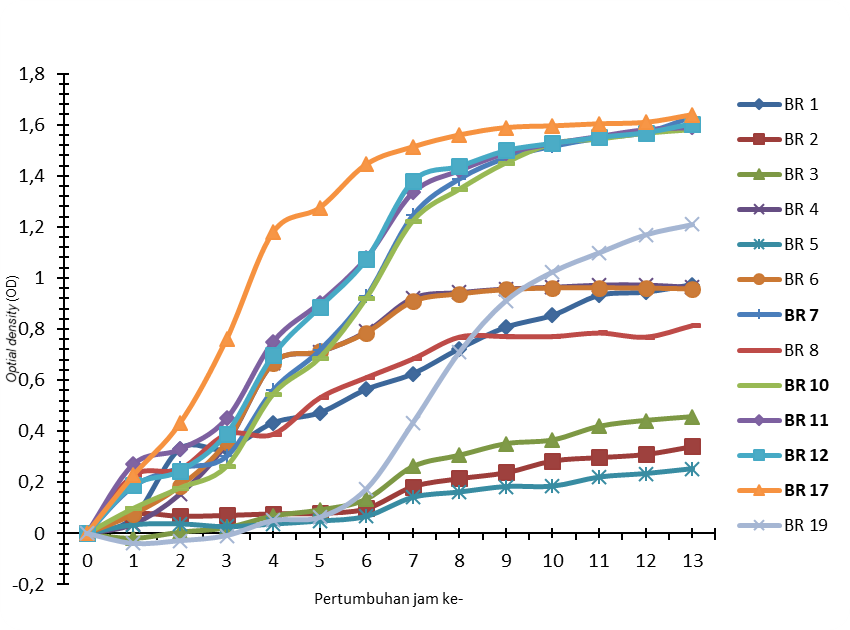 1,8
1,6
1,4
1,2
1
0,8
0,6
0,4
0,2
0
-0,2
Optial density (OD)
0 1 2 3 4 5 6 7 8 9 10 11 12 13
Pertumbuhan jam ke-
BR 1
BR 2
BR 3
BR 4
BR 5
BR 6
BR 7
BR 8
BR 10
BR 11
BR 12
BR 17
BR 19